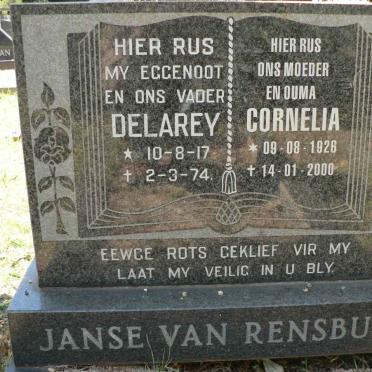 HIER RUS
MY EGGENOOT
EN ONS VADER
DELAREY
* 10-8-17
† 2-3-74.
HIER RUS
ONS MOEDER
EN OUMA
CORNELIA
* 09-08-1926
† 14-01-2000
EEWGE ROTS GEKLIEF VIR MY
LAAT MY VEILIG IN U BLY.
JANSE VAN RENSBU